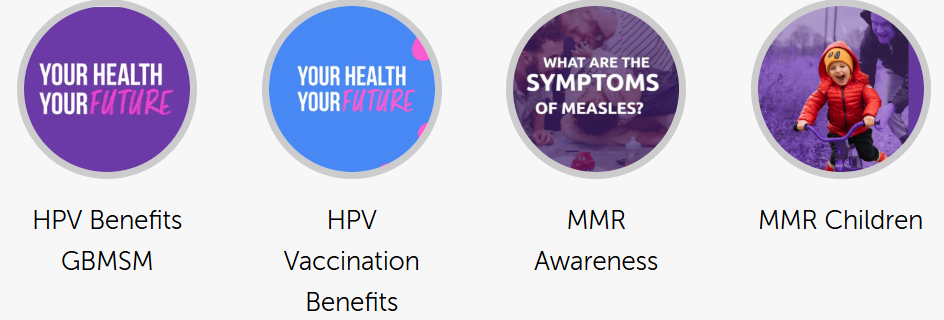 YOUR HEALTH
YOUR FUTURE
YOUR HEALTH
YOUR FUTURE
WHAT ARE THE
SYMPTOMS
OF MEASLES?
HPV Benefits
GBMSM
HPV
Vaccination
Benefits
MMR
Awareness
MMR Children